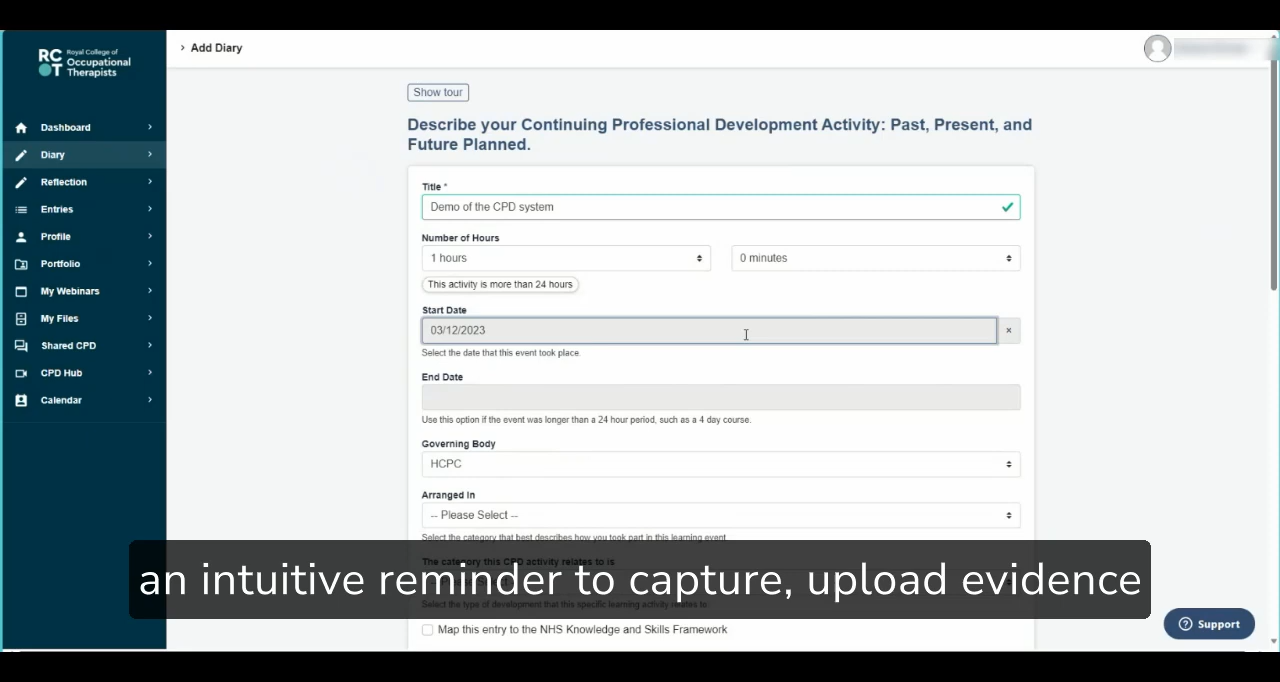 Royal College of
Occupational
Therapists
RC
OT
> Add Diary
Dashboard
Diary
Reflection
Entries
Profile
Portfolio
My Webinars
My Files
Shared CPD
CPD Hub
Calendar
Show tour
Describe your Continuing Professional Development Activity: Past, Present, and
Future Planned.
Title *
Demo of the CPD system
Number of Hours
1 hours
0 minutes
This activity is more than 24 hours
Start Date
03/12/2023
×
Select the date that this event took place.
End Date
Use this option if the event was longer than a 24 hour period, such as a 4 day course.
Governing Body
HCPC
Arranged In
-- Please Select --
Select the category that best describes how you took part in this learning event
The category this CPD activity relates to is
an intuitive reminder to capture, upload evidence
Select the type of development that this specific learning activity relates to
Map this entry to the NHS Knowledge and Skills Framework
Support